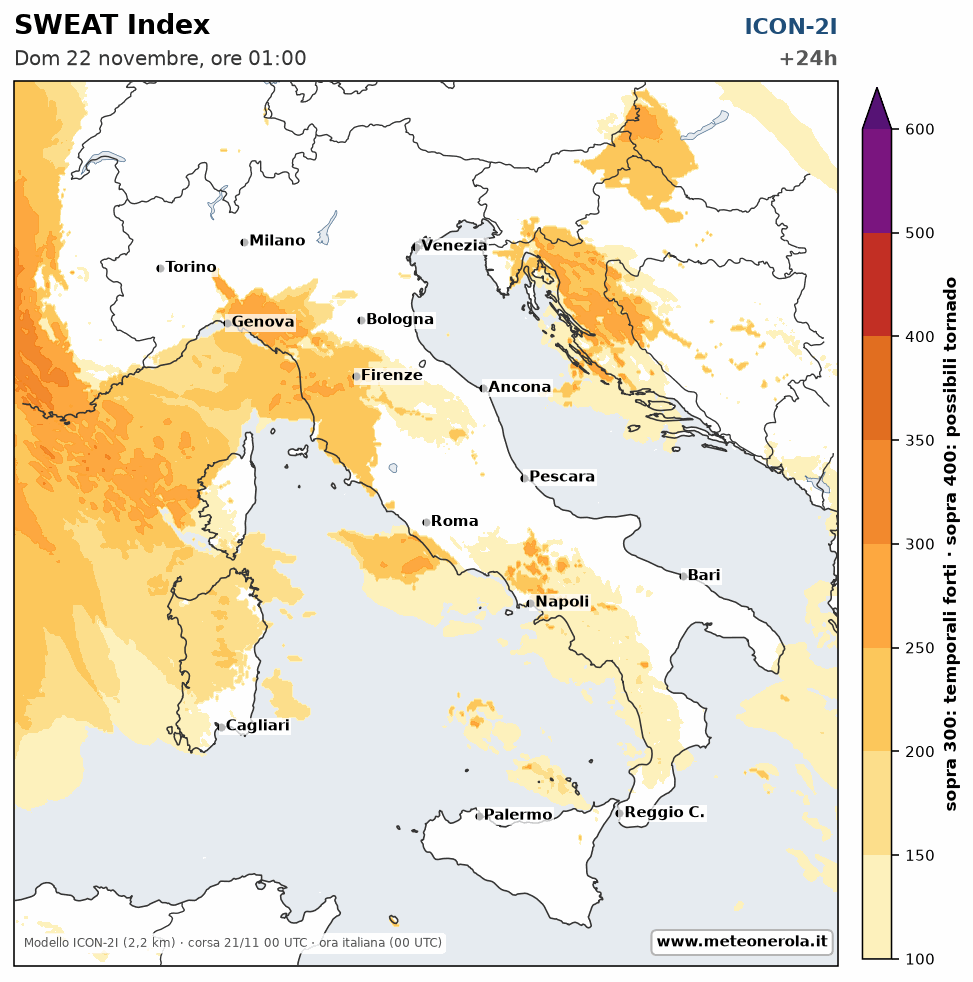 SWEAT Index
ICON-2I
Dom 22 novembre, ore 01:00
+24h
600
500
400
350
300
250
200
150
100
sopra 300: temporali forti · sopra 400: possibili tornado
Milano
Venezia
Torino
Genova
Bologna
Firenze
Ancona
Pescara
Roma
Bari
Napoli
Cagliari
Palermo
Reggio C.
Modello ICON-2I (2,2 km) · corsa 21/11 00 UTC · ora italiana (00 UTC)
www.meteonerola.it